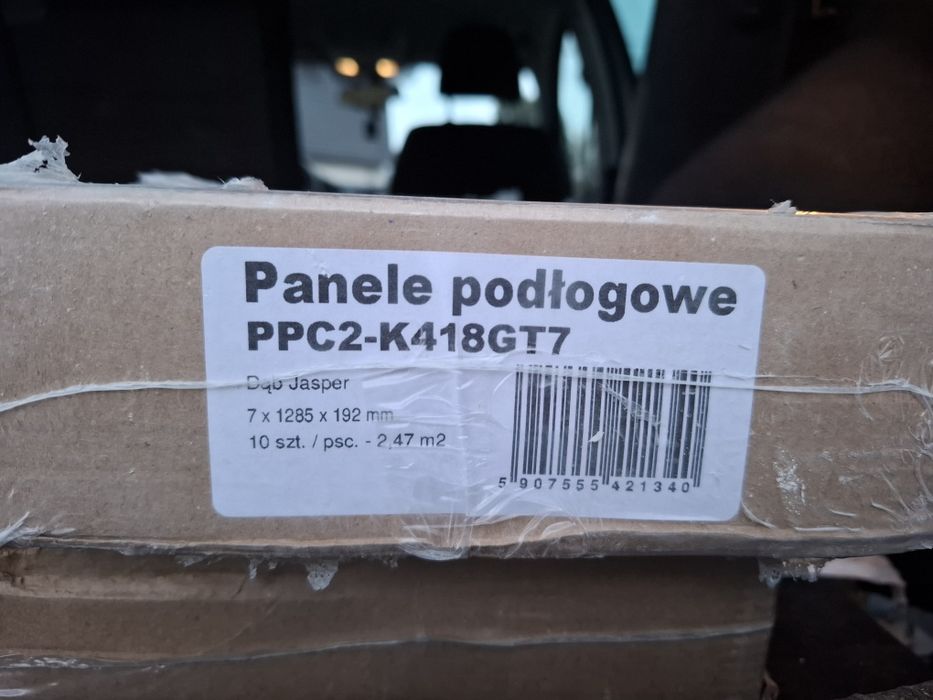 Panele podłogowe
PPC2-K418GT7
Dąb Jasper
7 x 1285 x 192 mm
10 szt. / psc. - 2,47 m2
5 907555 421340